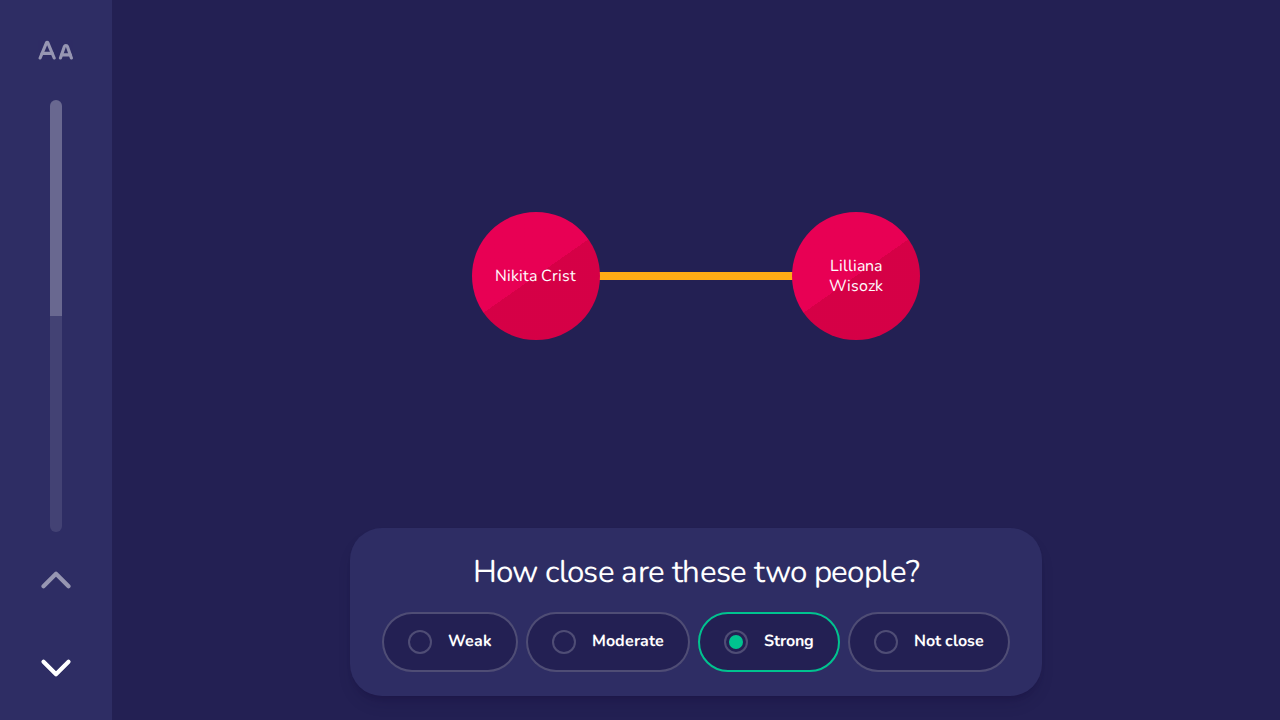 AA
Nikita Crist
Lilliana
Wisozk
How close are these two people?
Weak
Moderate
Strong
Not close